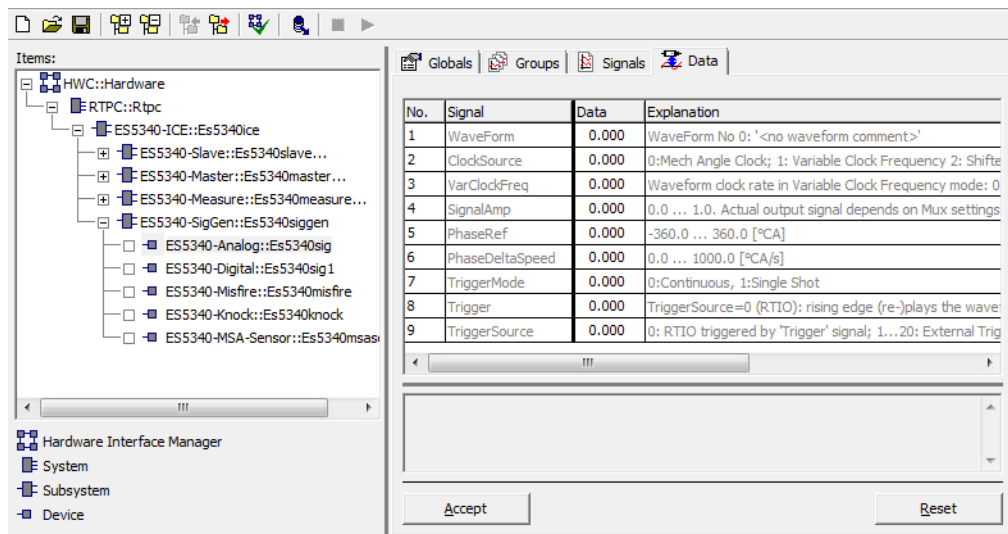 Items:
HWC::Hardware
RTPC::Rtpc
ES5340-ICE::Es5340ice
ES5340-Slave::Es5340slave...
ES5340-Master::Es5340master...
ES5340-Measure::Es5340measure...
ES5340-SigGen::Es5340siggen
ES5340-Analog::Es5340sig
ES5340-Digital::Es5340sig1
ES5340-Misfire::Es5340misfire
ES5340-Knock::Es5340knock
ES5340-MSA-Sensor::Es5340msase
Hardware Interface Manager
System
Subsystem
Device
Globals Groups Signals Data
No. Signal Data Explanation
1 WaveForm 0.000 WaveForm No 0: '<no waveform comment>'
2 ClockSource 0.000 0:Mech Angle Clock; 1: Variable Clock Frequency 2: Shifte
3 VarClockFreq 0.000 Waveform clock rate in Variable Clock Frequency mode: 0
4 SignalAmp 0.000 0.0 ... 1.0. Actual output signal depends on Mux settings
5 PhaseRef 0.000 -360.0 ... 360.0 [°CA]
6 PhaseDeltaSpeed 0.000 0.0 ... 1000.0 [°CA/s]
7 TriggerMode 0.000 0:Continuous, 1:Single Shot
8 Trigger 0.000 TriggerSource=0 (RTIO): rising edge (re-)plays the wave
9 TriggerSource 0.000 0: RTIO triggered by 'Trigger' signal; 1...20: External Trig
Accept Reset